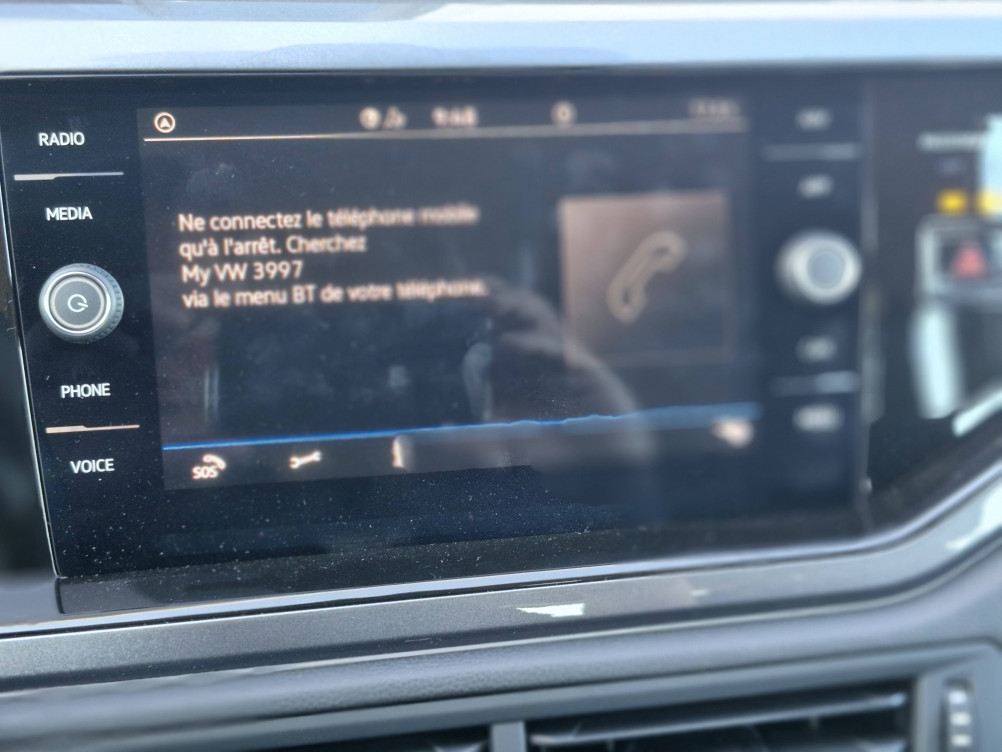 RADIO
MEDIA
PHONE
VOICE
Ne connectez le téléphone mobile
qu'à l'arrêt. Cherchez
My VW 3997
via le menu BT de votre téléphone.
SOS